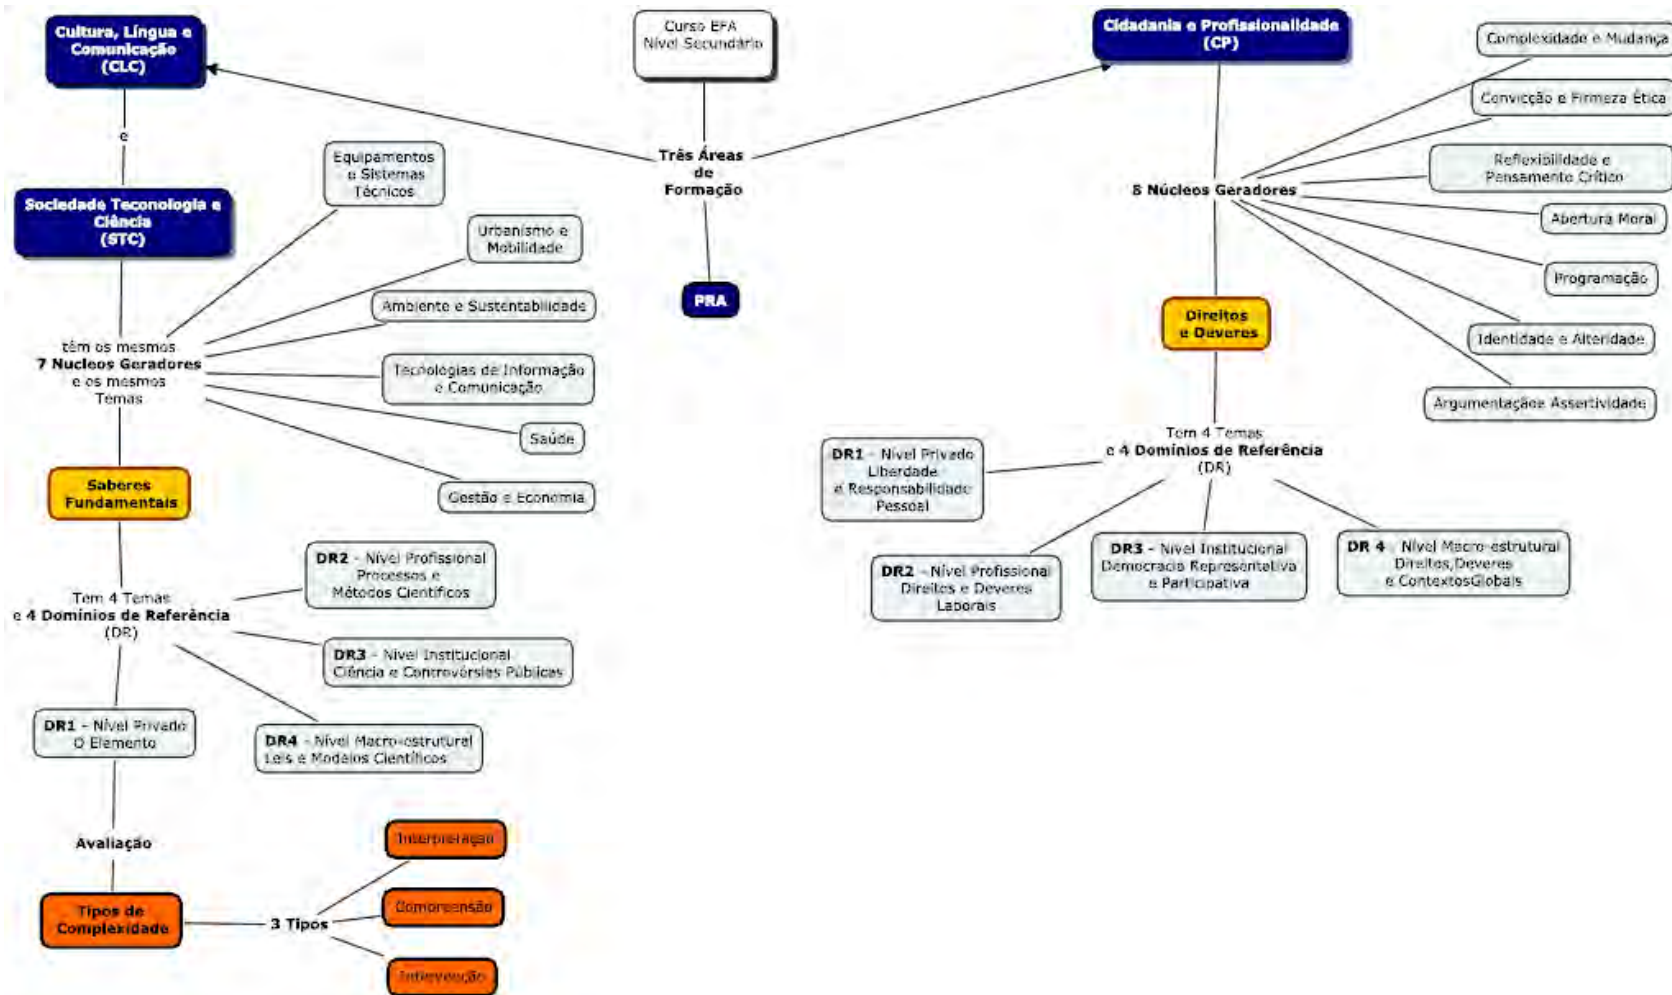 Curso EFA
Nível Secundário
Três Áreas
de
Formação
PRA
Cultura, Língua e
Comunicação
(CLC)
e
Sociedade Teconologia e
Ciência
(STC)
têm os mesmos
7 Nucleos Geradores
e os mesmos
Temas
Equipamentos
e Sistemas
Técnicos
Urbanismo e
Mobilidade
Ambiente e Sustentabilidade
Tecnologias de Informação
e Comunicação
Saúde
Gestão e Economia
Saberes
Fundamentais
Tem 4 Temas
e 4 Domínios de Referência
(DR)
DR1 - Nível Privado
O Elemento
DR2 - Nível Profissional
Processos e
Métodos Científicos
DR3 - Nível Institucional
Ciência e Controvérsias Públicas
DR4 - Nível Macro-estrutural
Leis e Modelos Científicos
Avaliação
Tipos de
Complexidade
3 Tipos
Interpretação
Compreensão
Intervenção
Cidadania e Profissionalidade
(CP)
8 Núcleos Geradores
Complexidade e Mudança
Convicção e Firmeza Ética
Reflexibilidade e
Pensamento Crítico
Abertura Moral
Programação
Identidade e Alteridade
Argumentaçãoe Assertividade
Direitos
e Deveres
Tem 4 Temas
e 4 Domínios de Referência
(DR)
DR1 - Nível Privado
Liberdade
e Responsabilidade
Pessoal
DR2 - Nível Profissional
Direitos e Deveres
Laborais
DR3 - Nível Institucional
Democracia Representativa
e Participativa
DR 4 - Nível Macro-estrutural
Direitos,Deveres
e ContextosGlobais